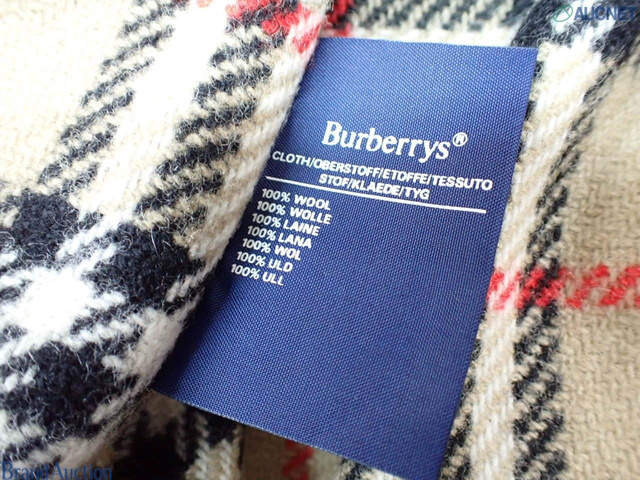 AUCNET
Burberrys®
CLOTH/OBERSTOFF/ETOFFE/TESSUTO
STOF/KLAEDE/TYG
100% WOOL
100% WOLLE
100% LAINE
100% LANA
100% WOL
100% ULD
100% ULL
Brand Auction